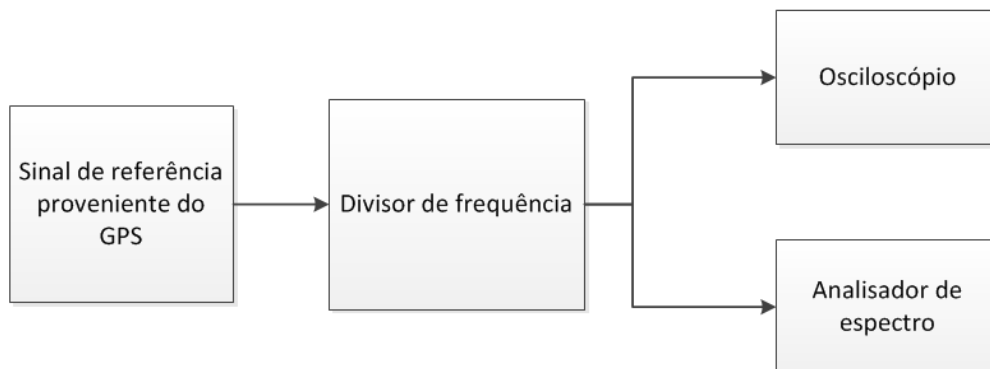 Sinal de referência
proveniente do
GPS
Divisor de frequência
Osciloscópio
Analisador de
espectro